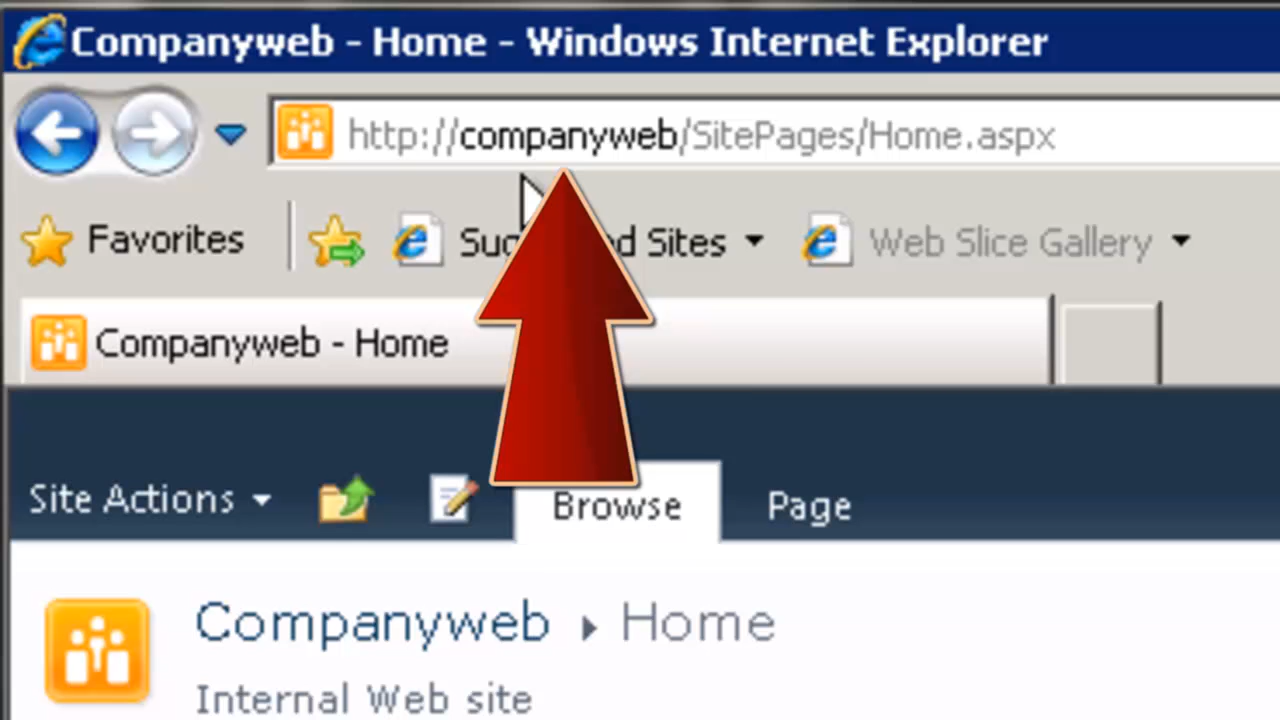 Companyweb - Home - Windows Internet Explorer
http://companyweb/SitePages/Home.aspx
Favorites Sites Web Slice Gallery
Companyweb - Home
Site Actions Browse Page
Companyweb Home
Internal Web site